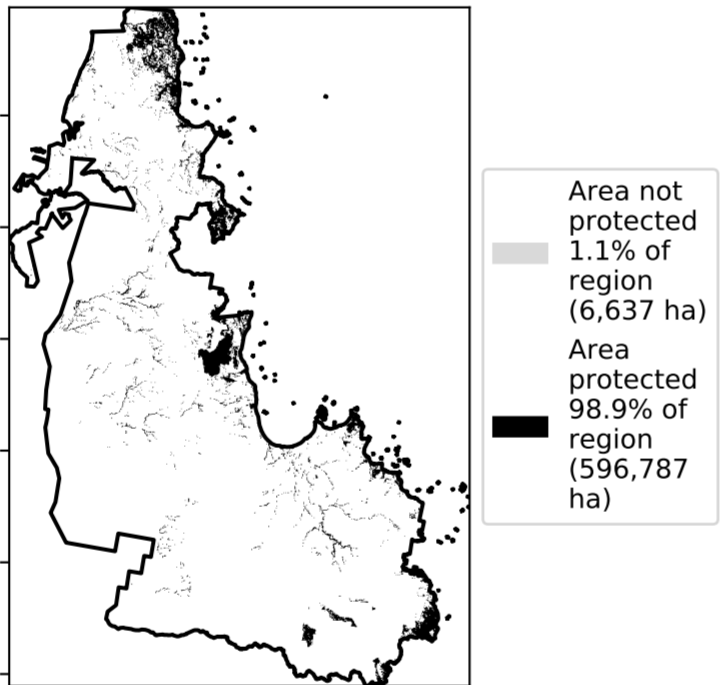 Area not
protected
1.1% of
region
(6,637 ha)
Area
protected
98.9% of
region
(596,787
ha)